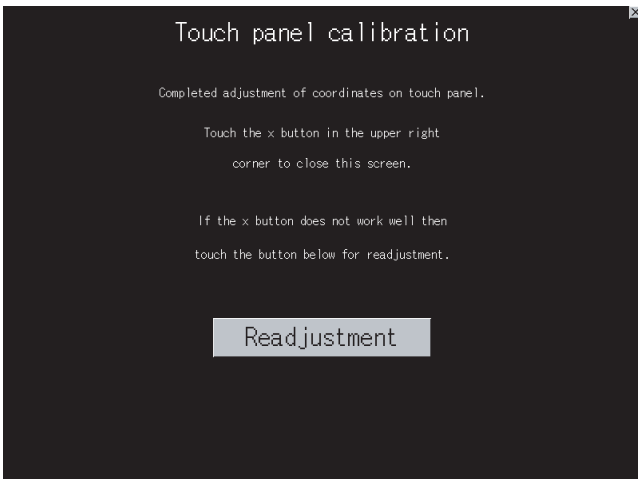 Touch panel calibration
Completed adjustment of coordinates on touch panel.
Touch the x button in the upper right
corner to close this screen.
If the x button does not work well then
touch the button below for readjustment.
Readjustment